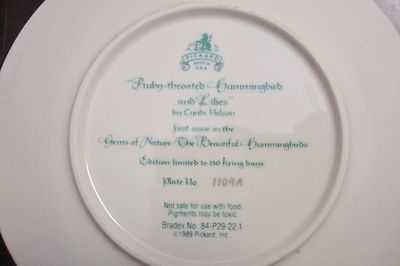 PICKARD
MADE IN
U.S.A.
"Ruby-throated Hummingbird
and Lilies"
by Cyndi Nelson
First issue in the
Gems of Nature: The Beautiful Hummingbirds
Edition limited to 150 firing days.
Plate No. 1109A
Not safe for use with food.
Pigments may be toxic.
Bradex No. 84-P29-22.1
©1989 Pickard, Inc.